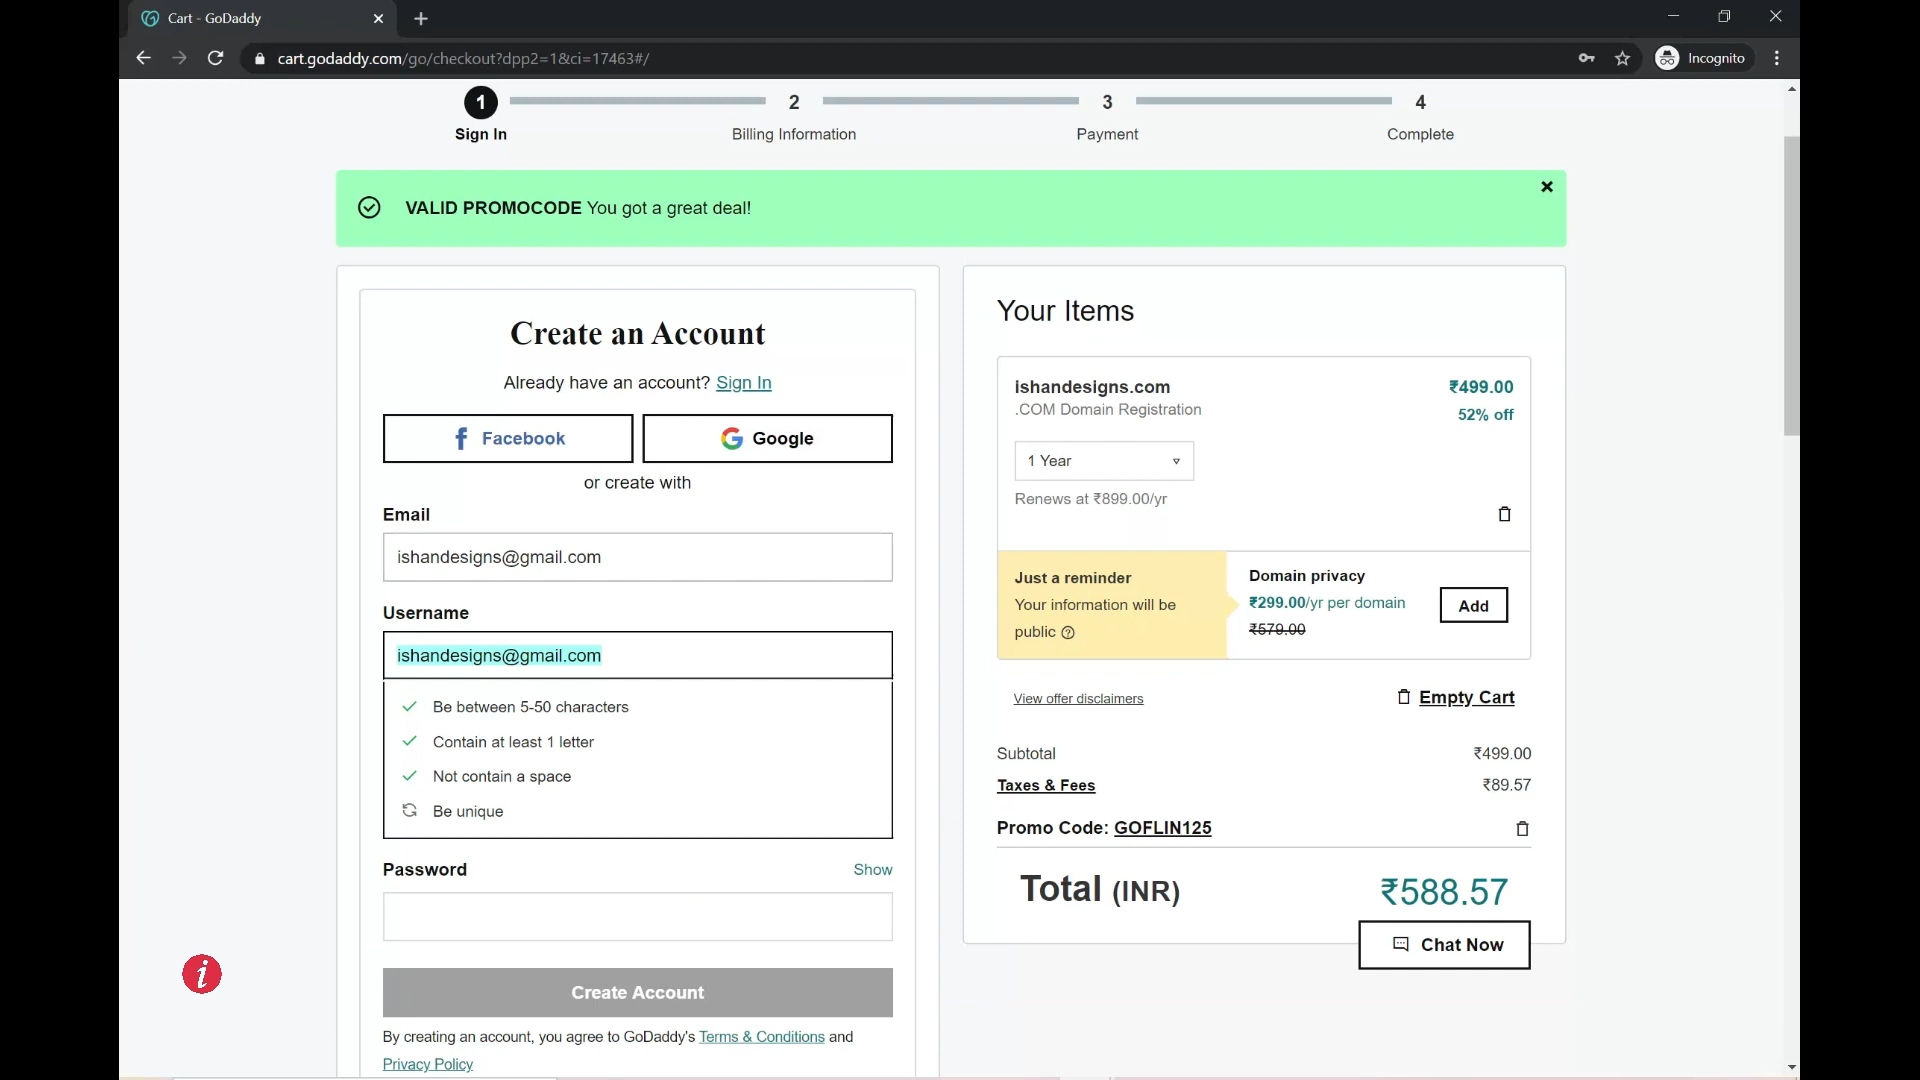 Cart - GoDaddy
cart.godaddy.com/go/checkout?dpp2=1&ci=17463#/
Incognito
1
2
3
4
Sign In
Billing Information
Payment
Complete
VALID PROMOCODE You got a great deal!
Create an Account
Already have an account? Sign In
Facebook
Google
or create with
Email
ishandesigns@gmail.com
Username
ishandesigns@gmail.com
Be between 5-50 characters
Contain at least 1 letter
Not contain a space
Be unique
Password
Show
Create Account
By creating an account, you agree to GoDaddy's Terms & Conditions and
Privacy Policy
Your Items
ishandesigns.com
₹499.00
.COM Domain Registration
52% off
1 Year
Renews at ₹899.00/yr
Just a reminder
Your information will be
public
Domain privacy
₹299.00/yr per domain
₹579.00
Add
View offer disclaimers
Empty Cart
Subtotal
₹499.00
Taxes & Fees
₹89.57
Promo Code: GOFLIN125
Total (INR)
₹588.57
Chat Now
i